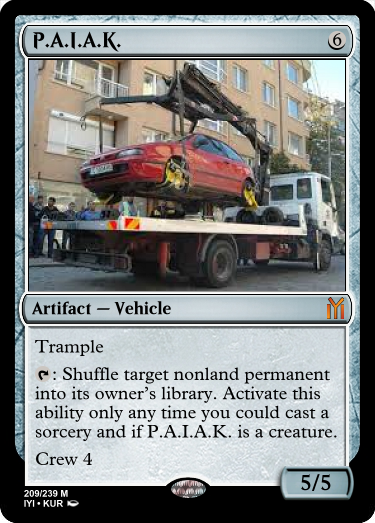 P.A.I.A.K.
6
Artifact — Vehicle
Trample
: Shuffle target nonland permanent
into its owner's library. Activate this
ability only any time you could cast a
sorcery and if P.A.I.A.K. is a creature.
Crew 4
5/5
209/239 M
IYI • KUR